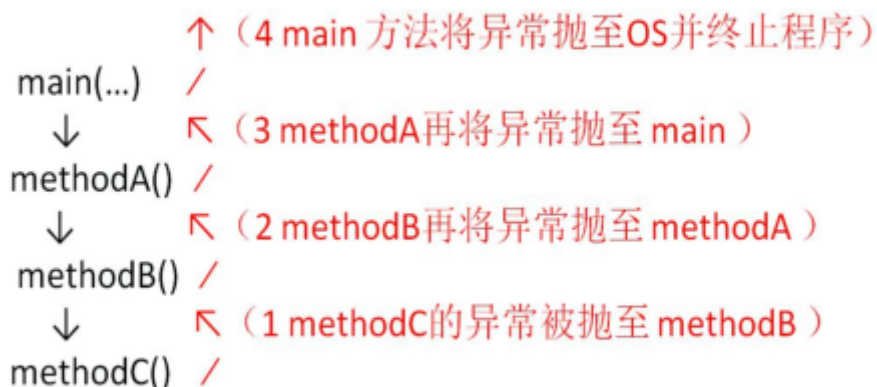 ↑（4 main 方法将异常抛至OS并终止程序）
main(...) /
↓ ↖（3 methodA再将异常抛至 main ）
methodA() /
↓ ↖（2 methodB再将异常抛至 methodA ）
methodB() /
↓ ↖（1 methodC的异常被抛至 methodB ）
methodC() /